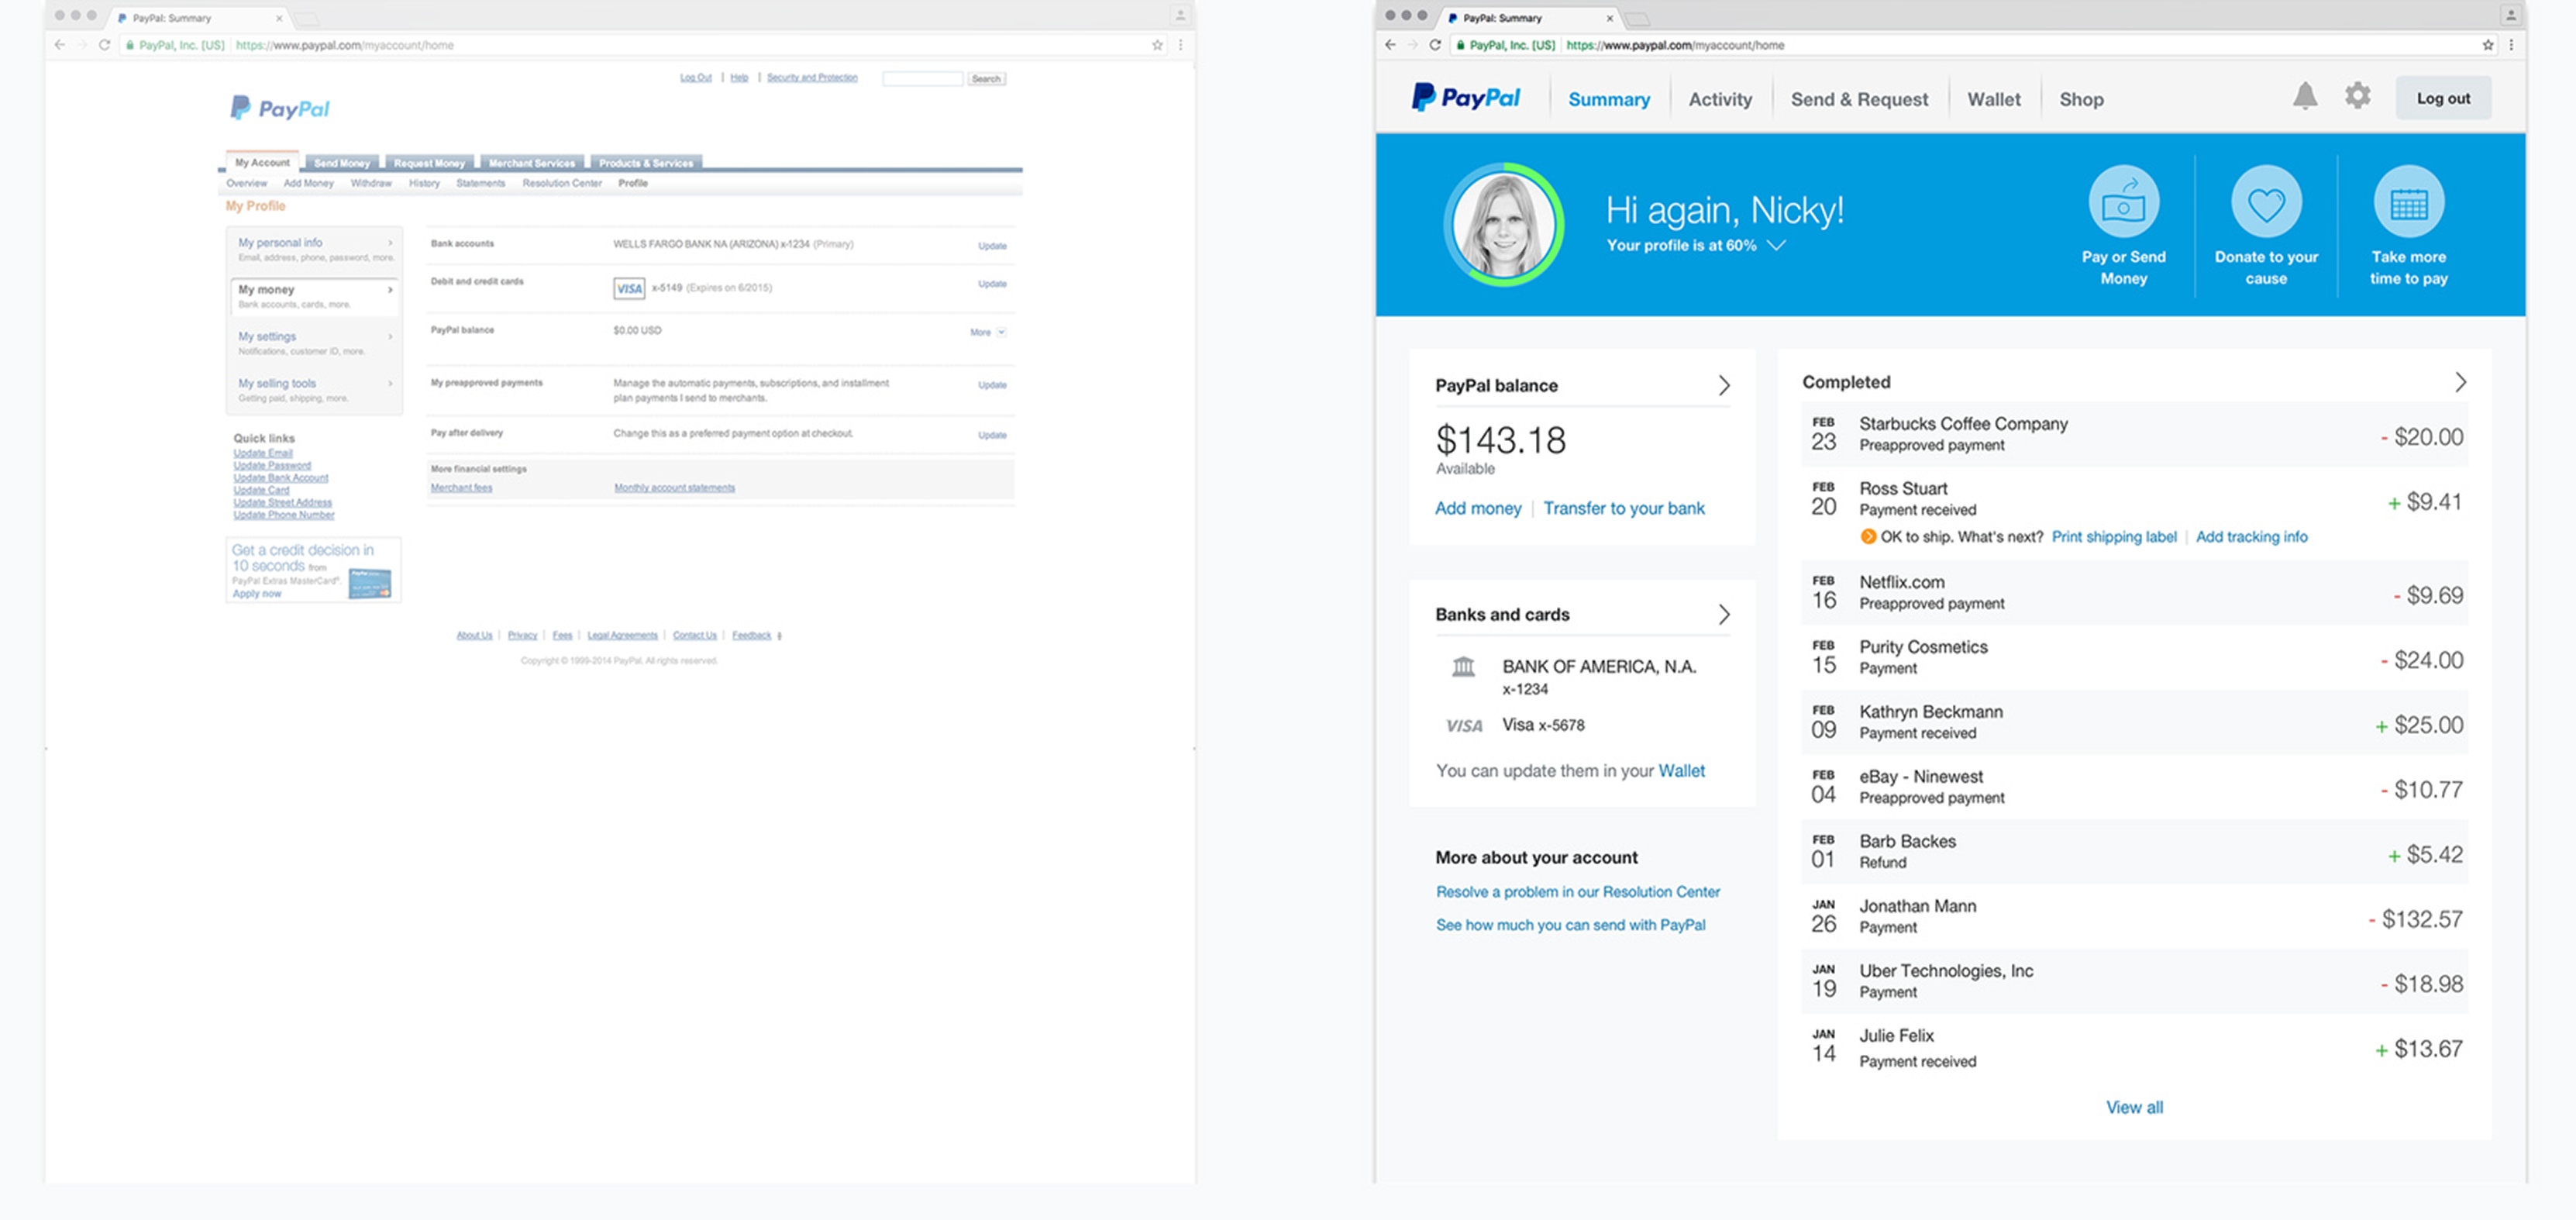 PayPal: Summary
PayPal, Inc. [US] https://www.paypal.com/myaccount/home
Log Out | Help | Security and Protection Search
PayPal
My Account Send Money Request Money Merchant Services Products & Services
Overview Add Money Withdraw History Statements Resolution Center Profile
My Profile
My personal info
Email, address, phone, password, more.
My money
Bank accounts, cards, more.
My settings
Notifications, customer ID, more.
My selling tools
Getting paid, shipping, more.
Quick links
Update Email
Update Password
Update Bank Account
Update Card
Update Street Address
Update Phone Number
Get a credit decision in
10 seconds from
PayPal Extras MasterCard®.
Apply now
Bank accounts WELLS FARGO BANK NA (ARIZONA) x-1234 (Primary) Update
Debit and credit cards VISA x-5149 (Expires on 6/2015) Update
PayPal balance $0.00 USD More
My preapproved payments Manage the automatic payments, subscriptions, and installment Update
plan payments I send to merchants.
Pay after delivery Change this as a preferred payment option at checkout. Update
More financial settings
Merchant fees Monthly account statements
About Us | Privacy | Fees | Legal Agreements | Contact Us | Feedback
Copyright © 1999-2014 PayPal. All rights reserved.
PayPal: Summary
PayPal, Inc. [US] https://www.paypal.com/myaccount/home
PayPal Summary Activity Send & Request Wallet Shop Log out
Hi again, Nicky!
Your profile is at 60%
Pay or Send
Money
Donate to your
cause
Take more
time to pay
PayPal balance
$143.18
Available
Add money | Transfer to your bank
Banks and cards
BANK OF AMERICA, N.A.
x-1234
VISA Visa x-5678
You can update them in your Wallet
More about your account
Resolve a problem in our Resolution Center
See how much you can send with PayPal
Completed
FEB 23 Starbucks Coffee Company - $20.00
Preapproved payment
FEB 20 Ross Stuart + $9.41
Payment received
OK to ship. What's next? Print shipping label | Add tracking info
FEB 16 Netflix.com - $9.69
Preapproved payment
FEB 15 Purity Cosmetics - $24.00
Payment
FEB 09 Kathryn Beckmann + $25.00
Payment received
FEB 04 eBay - Ninewest - $10.77
Preapproved payment
FEB 01 Barb Backes + $5.42
Refund
JAN 26 Jonathan Mann - $132.57
Payment
JAN 19 Uber Technologies, Inc - $18.98
Payment
JAN 14 Julie Felix + $13.67
Payment received
View all